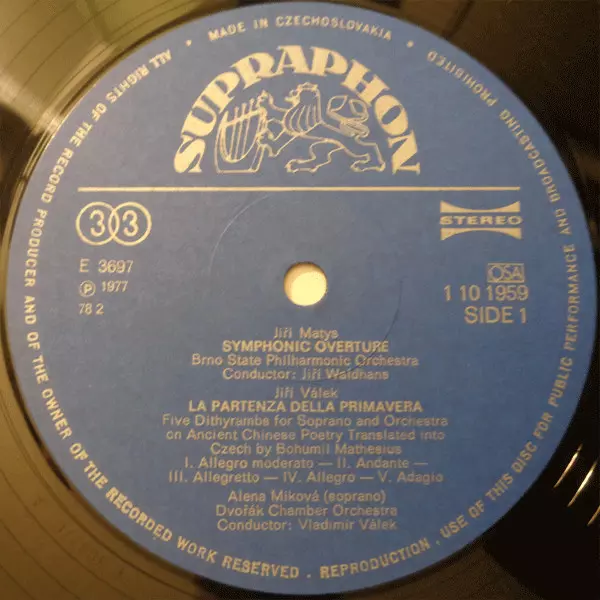 MADE IN CZECHOSLOVAKIA
ALL RIGHTS OF THE RECORD PRODUCER AND OF THE OWNER OF THE RECORDED WORK RESERVED . REPRODUCTION . USE OF THIS DISC FOR PUBLIC PERFORMANCE AND BROADCASTING PROHIBITED
SUPRAPHON
33
STEREO
E 3697
Ⓟ 1977
78 2
OSA
1 10 1959
SIDE 1
Jiří Matys
SYMPHONIC OVERTURE
Brno State Philharmonic Orchestra
Conductor: Jiří Waldhans
Jiří Válek
LA PARTENZA DELLA PRIMAVERA
Five Dithyrambs for Soprano and Orchestra
on Ancient Chinese Poetry Translated into
Czech by Bohumil Mathesius
I. Allegro moderato — II. Andante —
III. Allegretto — IV. Allegro — V. Adagio
Alena Miková (soprano)
Dvořák Chamber Orchestra
Conductor: Vladimír Válek